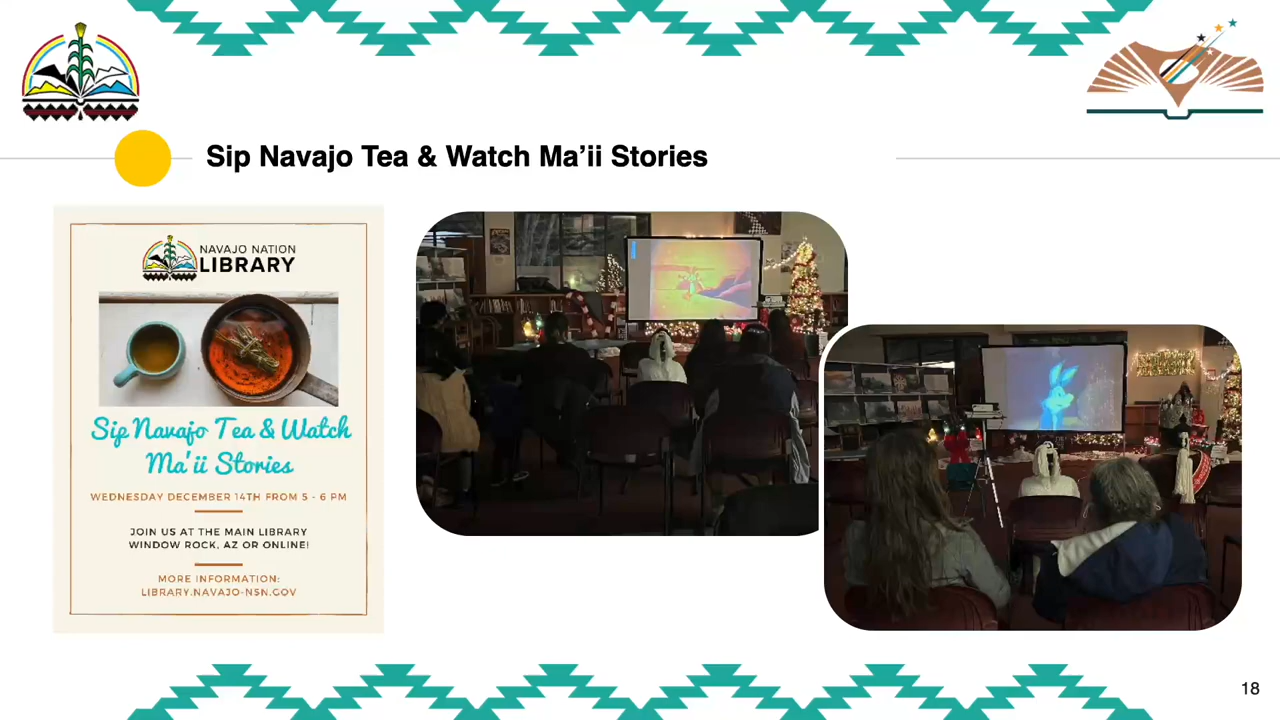 Sip Navajo Tea & Watch Ma’ii Stories
NAVAJO NATION
LIBRARY
Sip Navajo Tea & Watch
Ma'ii Stories
WEDNESDAY DECEMBER 14TH FROM 5 - 6 PM
JOIN US AT THE MAIN LIBRARY
WINDOW ROCK, AZ OR ONLINE!
MORE INFORMATION:
LIBRARY.NAVAJO-NSN.GOV
18